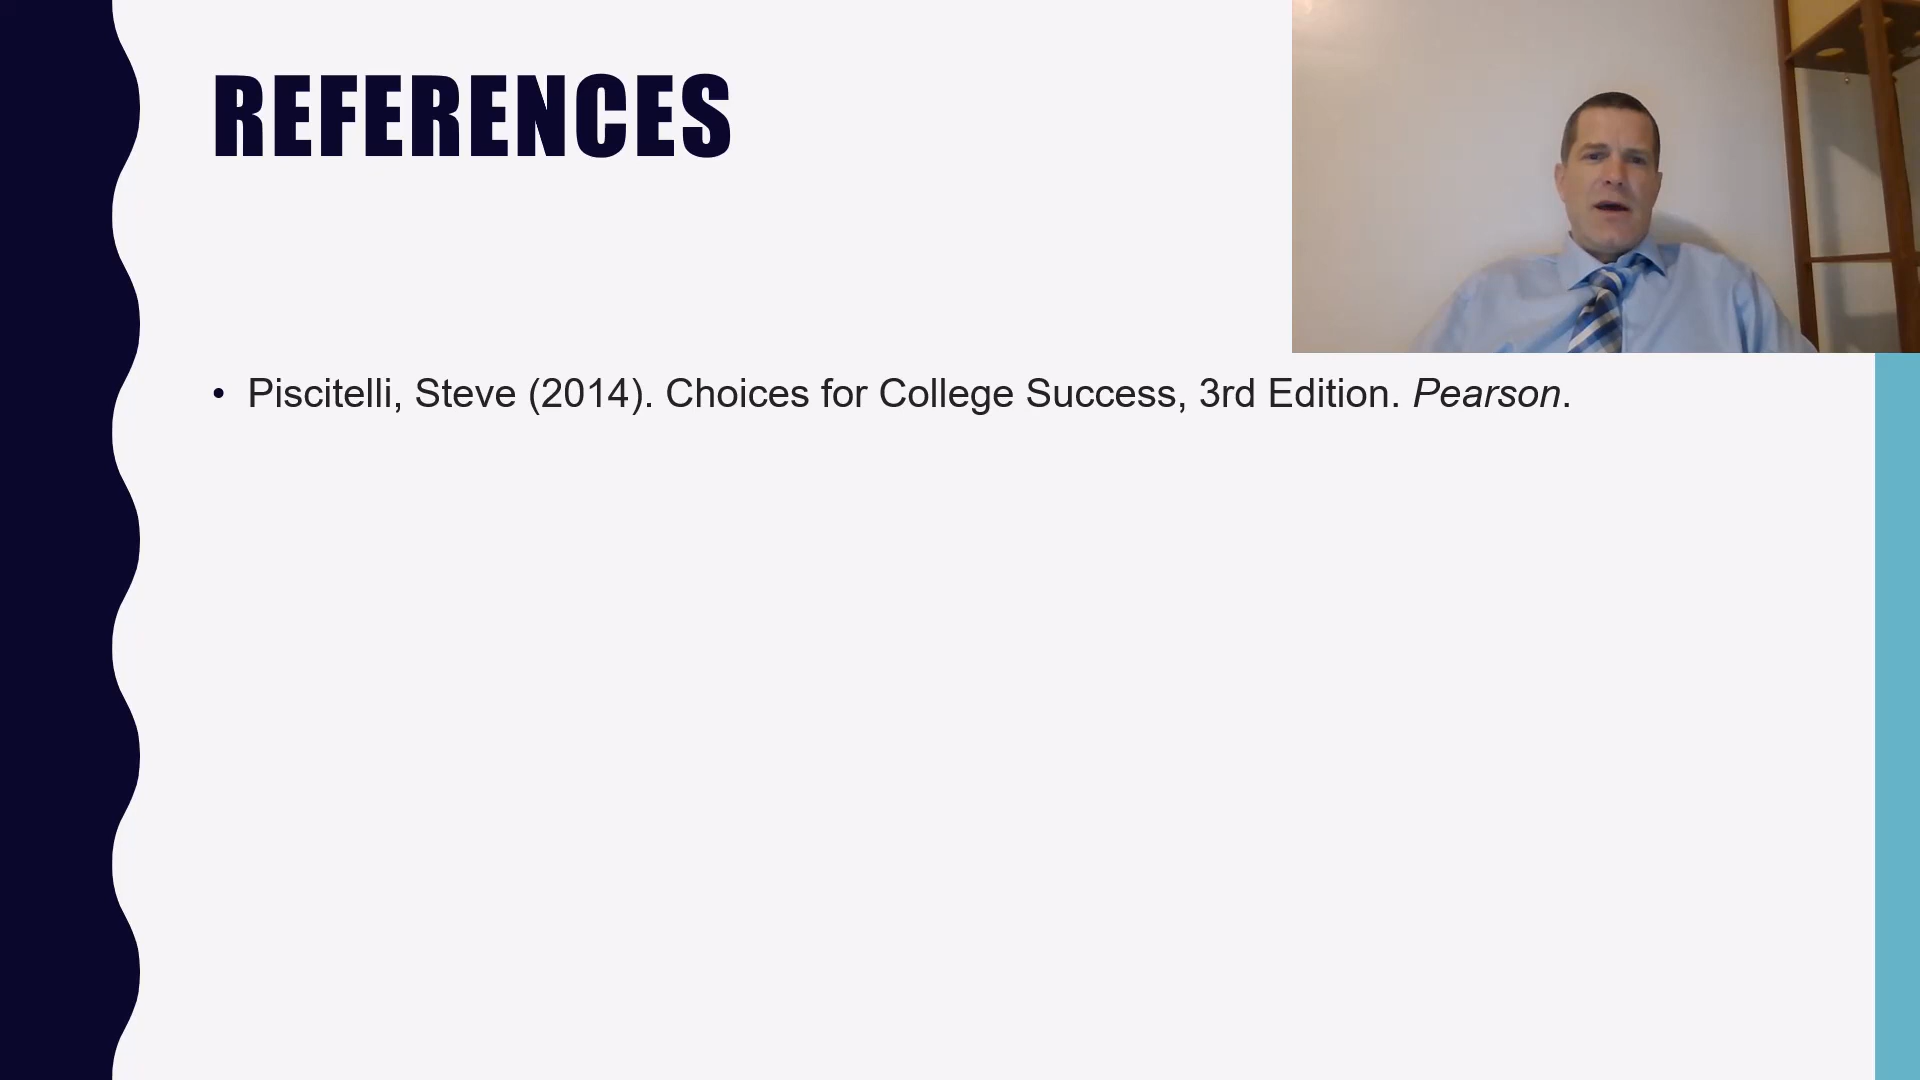 REFERENCES
• Piscitelli, Steve (2014). Choices for College Success, 3rd Edition. Pearson.